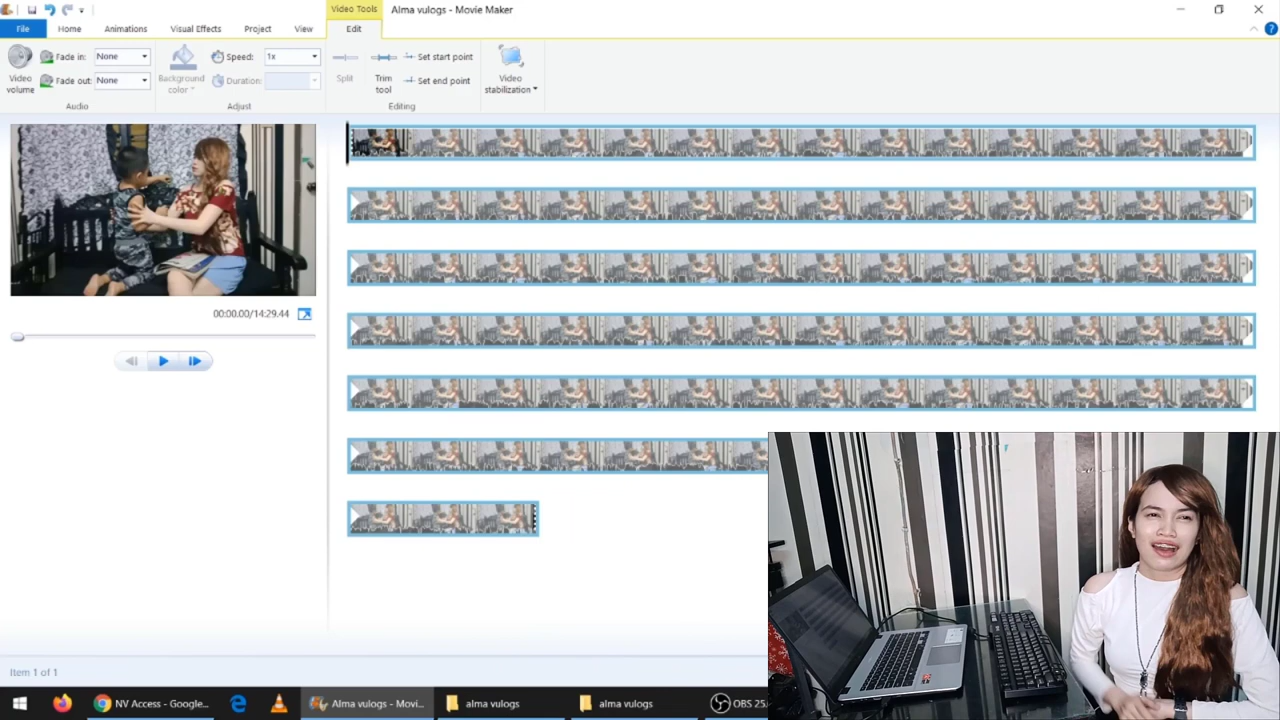 Video Tools
Alma vulogs - Movie Maker
File
Home
Animations
Visual Effects
Project
View
Edit
Video volume
Fade in: None
Fade out: None
Audio
Background color
Speed: 1x
Duration:
Adjust
Split
Trim tool
Set start point
Set end point
Editing
Video stabilization
00:00.00/14:29.44
Item 1 of 1
NV Access - Google...
Alma vulogs - Movi...
alma vulogs
alma vulogs
OBS 25.